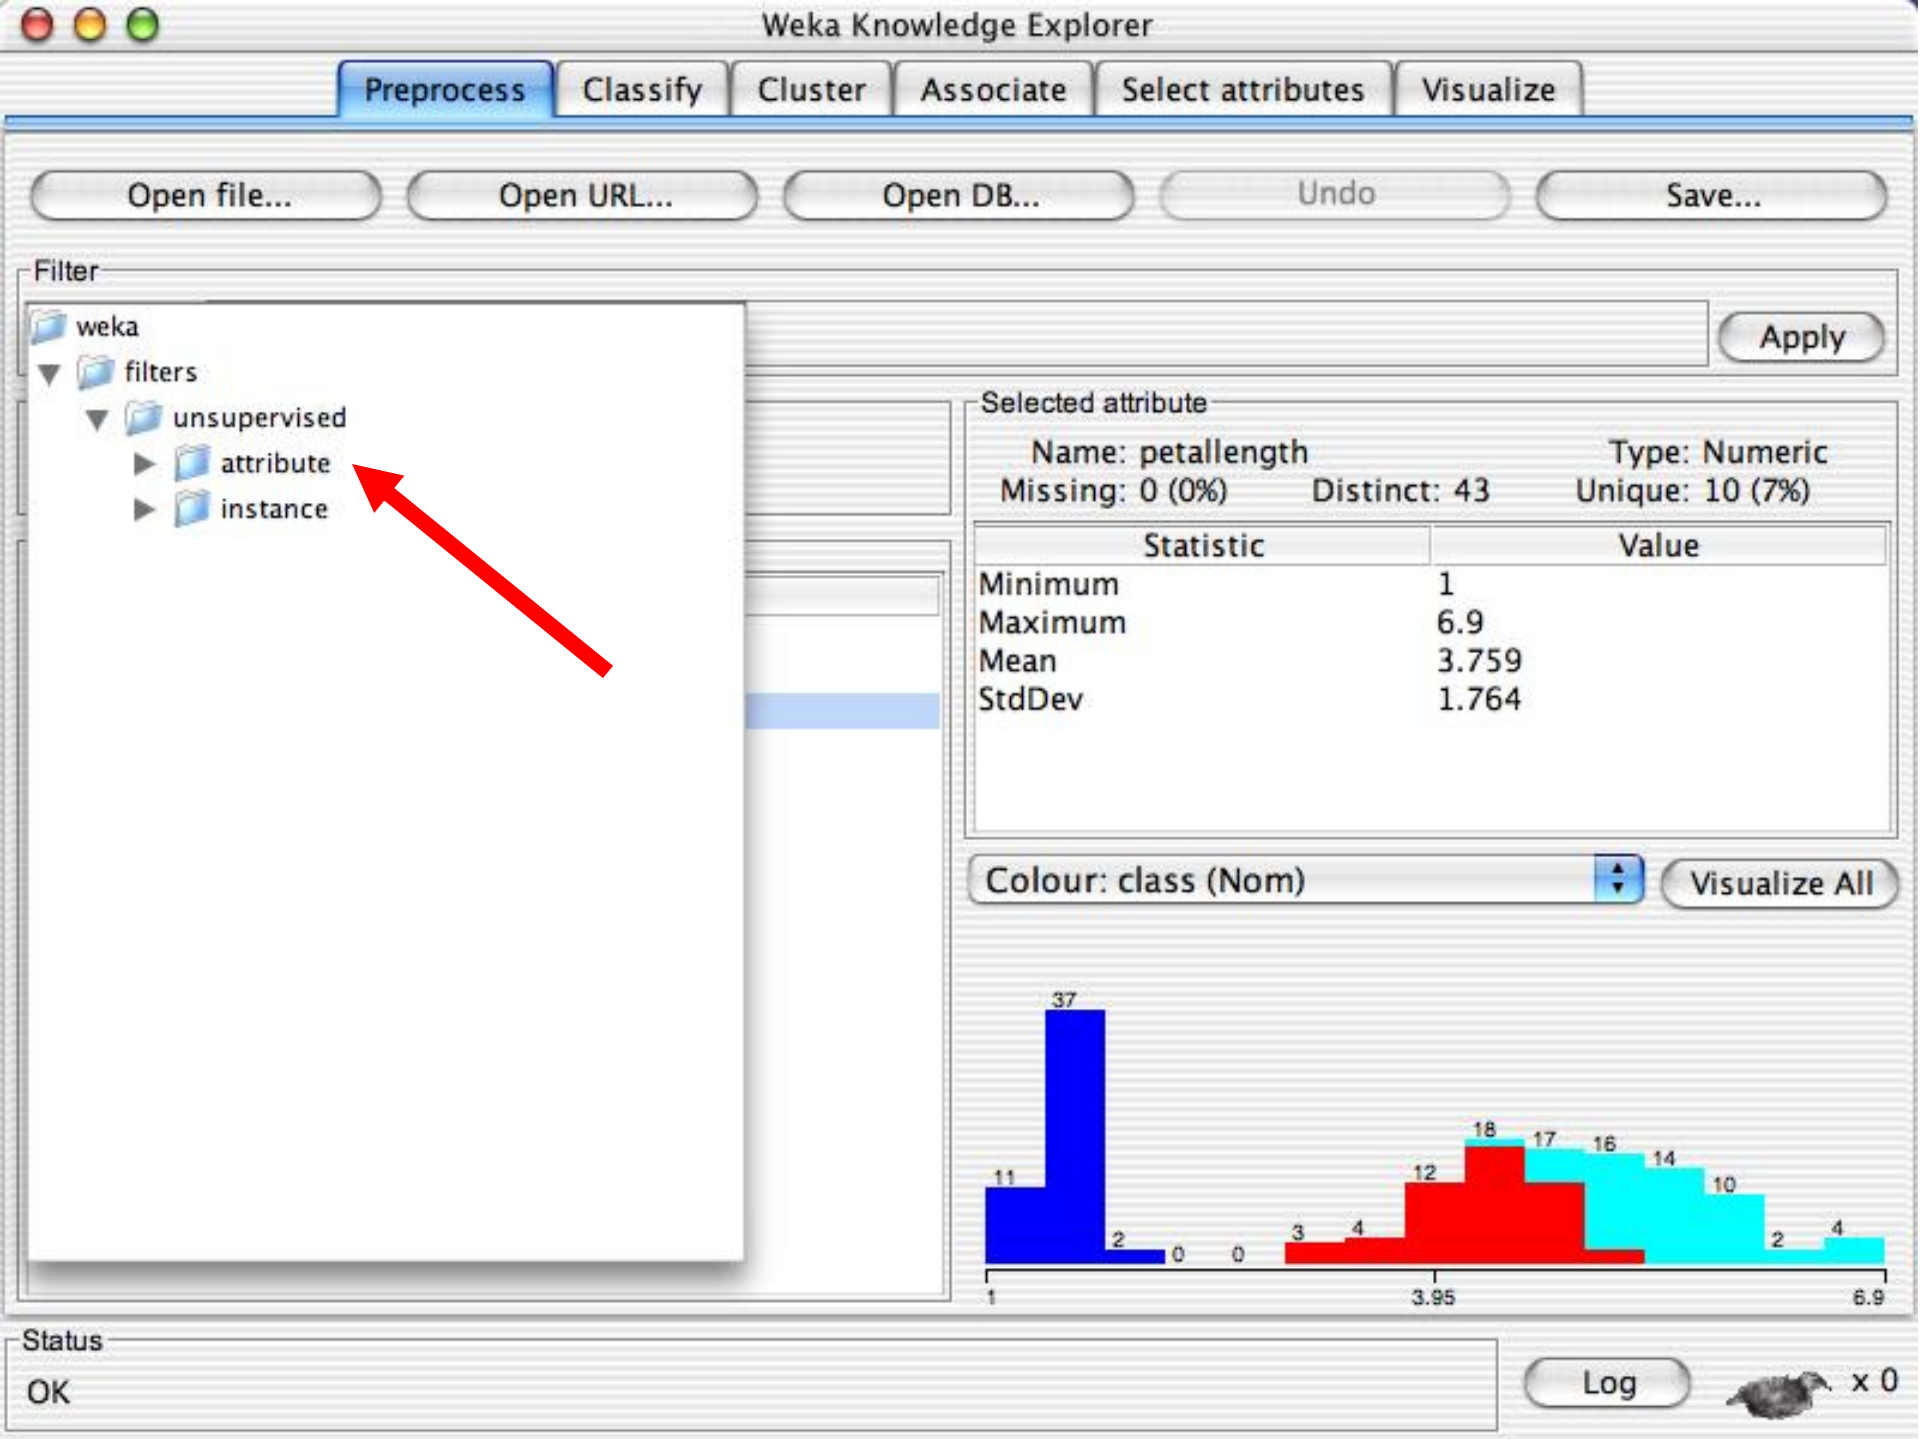 Weka Knowledge Explorer
Preprocess Classify Cluster Associate Select attributes Visualize
Open file... Open URL... Open DB... Undo Save...
Filter
weka
filters
unsupervised
attribute
instance
Apply
Selected attribute
Name: petallength Type: Numeric
Missing: 0 (0%) Distinct: 43 Unique: 10 (7%)
Statistic Value
Minimum 1
Maximum 6.9
Mean 3.759
StdDev 1.764
Colour: class (Nom) Visualize All
11 37 2 0 0 3 4 12 18 17 16 14 10 2 4
1 3.95 6.9
Status
OK
Log x 0